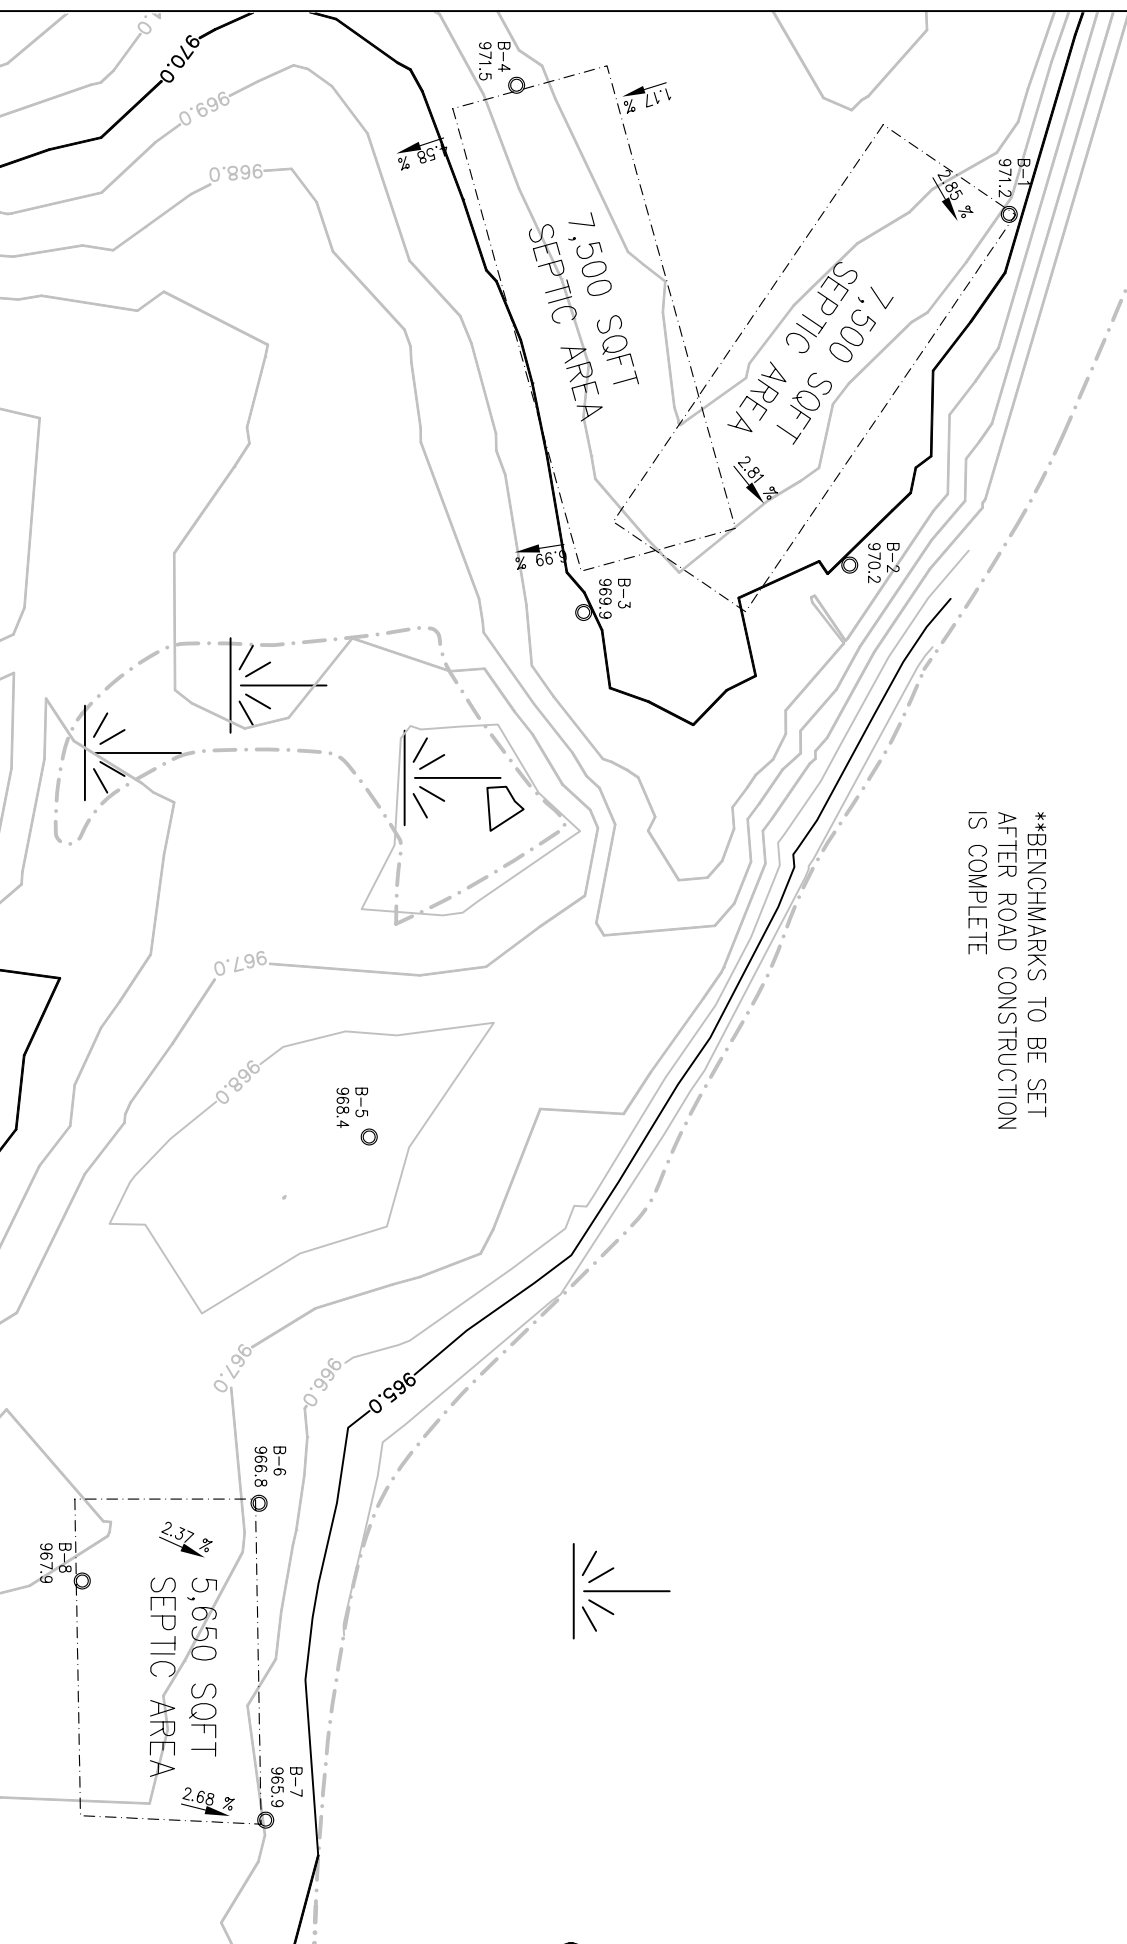 971.0
970.0
969.0
968.0
B-4
971.5
1.17 %
%
B-1
971.2
2.85 %
7,500 SQFT
SEPTIC AREA
7,500 SQFT
SEPTIC AREA
2.81 %
6.99 %
B-2
970.2
B-3
969.9
**BENCHMARKS TO BE SET
AFTER ROAD CONSTRUCTION
IS COMPLETE
967.0
968.0
B-5
968.4
967.0
966.0
965.0
B-6
966.8
2.37 %
B-8
967.9
5,650 SQFT
SEPTIC AREA
B-7
965.9
2.68 %